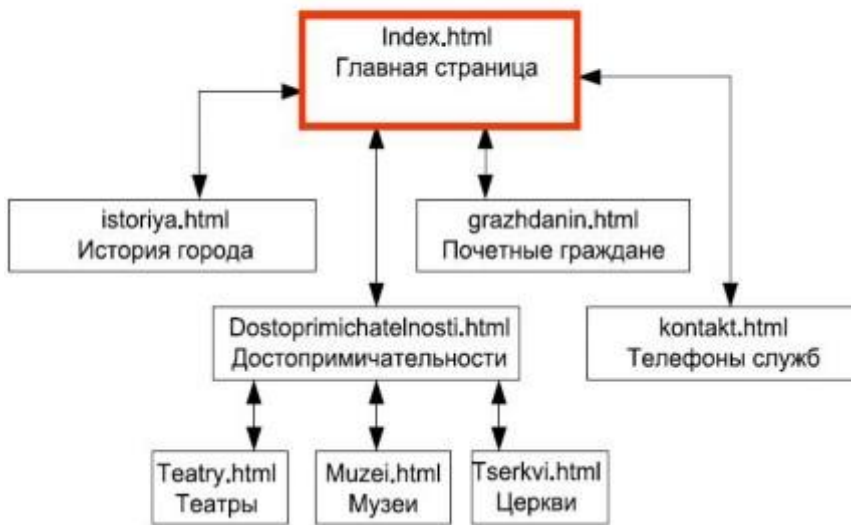 Index.html
Главная страница
istoriya.html
История города
grazhdanin.html
Почетные граждане
Dostoprimichatelnosti.html
Достопримичательности
kontakt.html
Телефоны служб
Teatry.html
Театры
Muzei.html
Музеи
Tserkvi.html
Церкви